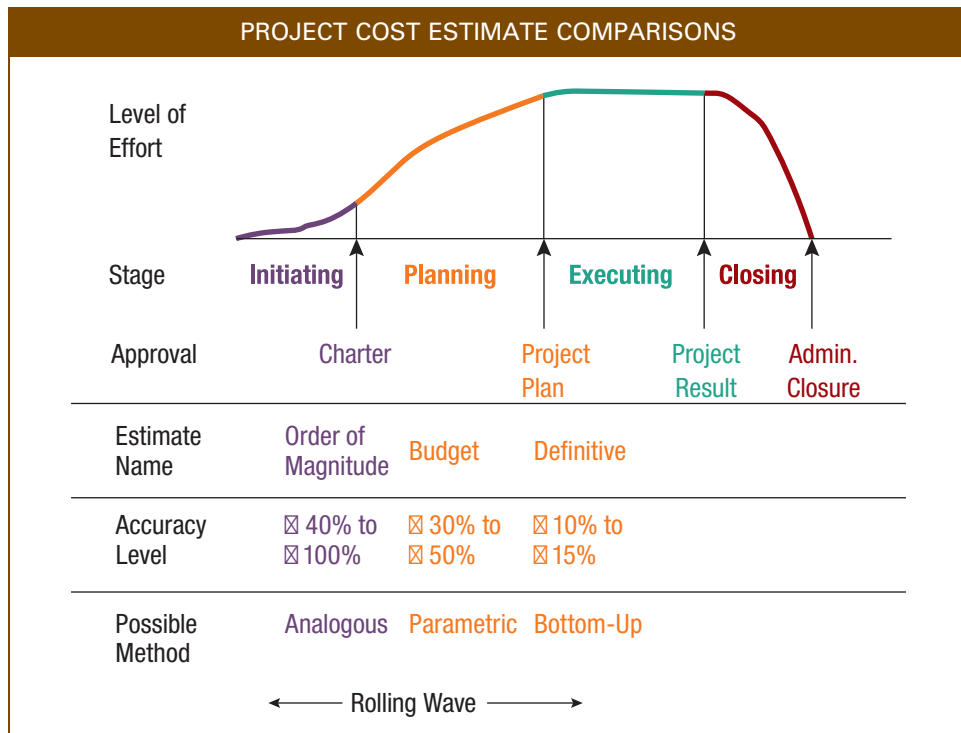 PROJECT COST ESTIMATE COMPARISONS
Level of
Effort
Stage Initiating Planning Executing Closing
Approval Charter Project Project Admin.
Plan Result Closure
Estimate Order of Budget Definitive
Name Magnitude
Accuracy ☒ 40% to ☒ 30% to ☒ 10% to
Level ☒ 100% ☒ 50% ☒ 15%
Possible Analogous Parametric Bottom-Up
Method
Rolling Wave